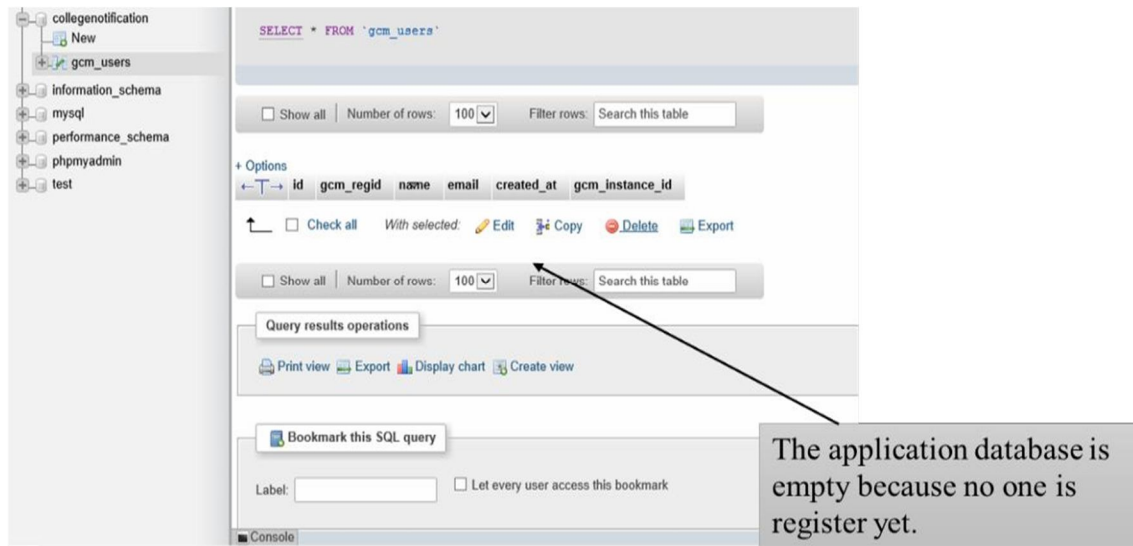 collegenotification
New
gcm_users
information_schema
mysql
performance_schema
phpmyadmin
test
SELECT * FROM `gcm_users`
Show all Number of rows: 100 Filter rows: Search this table
+ Options
←T→ id gcm_regid name email created_at gcm_instance_id
Check all With selected: Edit Copy Delete Export
Show all Number of rows: 100 Filter rows: Search this table
Query results operations
Print view Export Display chart Create view
Bookmark this SQL query
Label: Let every user access this bookmark
Console
The application database is
empty because no one is
register yet.